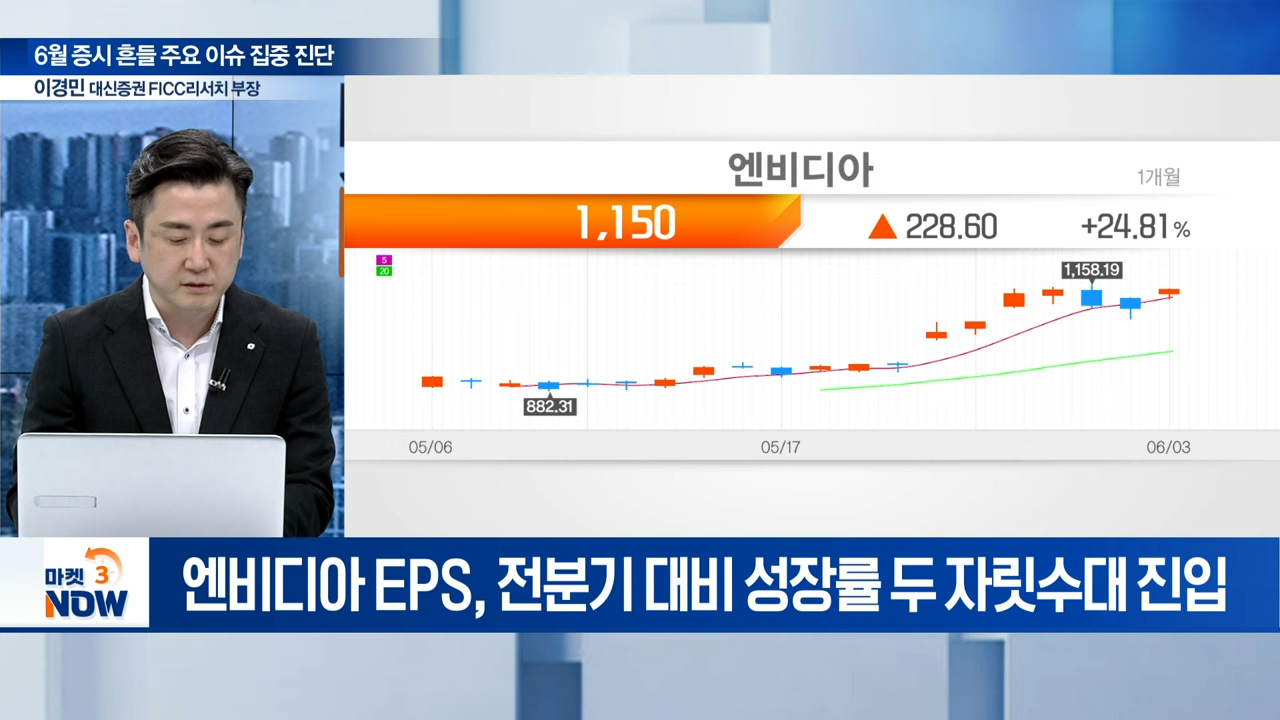 6월 증시 흔들 주요 이슈 집중 진단
이경민 대신증권 FICC리서치 부장
엔비디아
1개월
1,150
▲ 228.60
+24.81%
5
20
1,158.19
882.31
05/06
05/17
06/03
마켓 3
NOW
엔비디아 EPS, 전분기 대비 성장률 두 자릿수대 진입